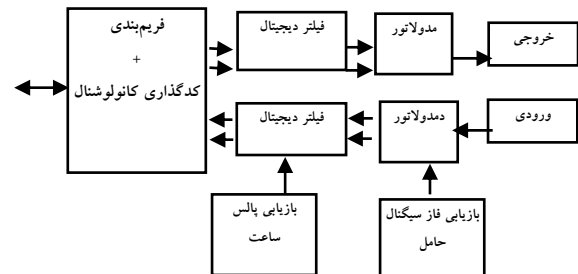 فریم‌بندی
+
کدگذاری کانولوشنال
فیلتر دیجیتال
مدولاتور
خروجی
فیلتر دیجیتال
دمدولاتور
ورودی
بازیابی پالس
ساعت
بازیابی فاز سیگنال
حامل